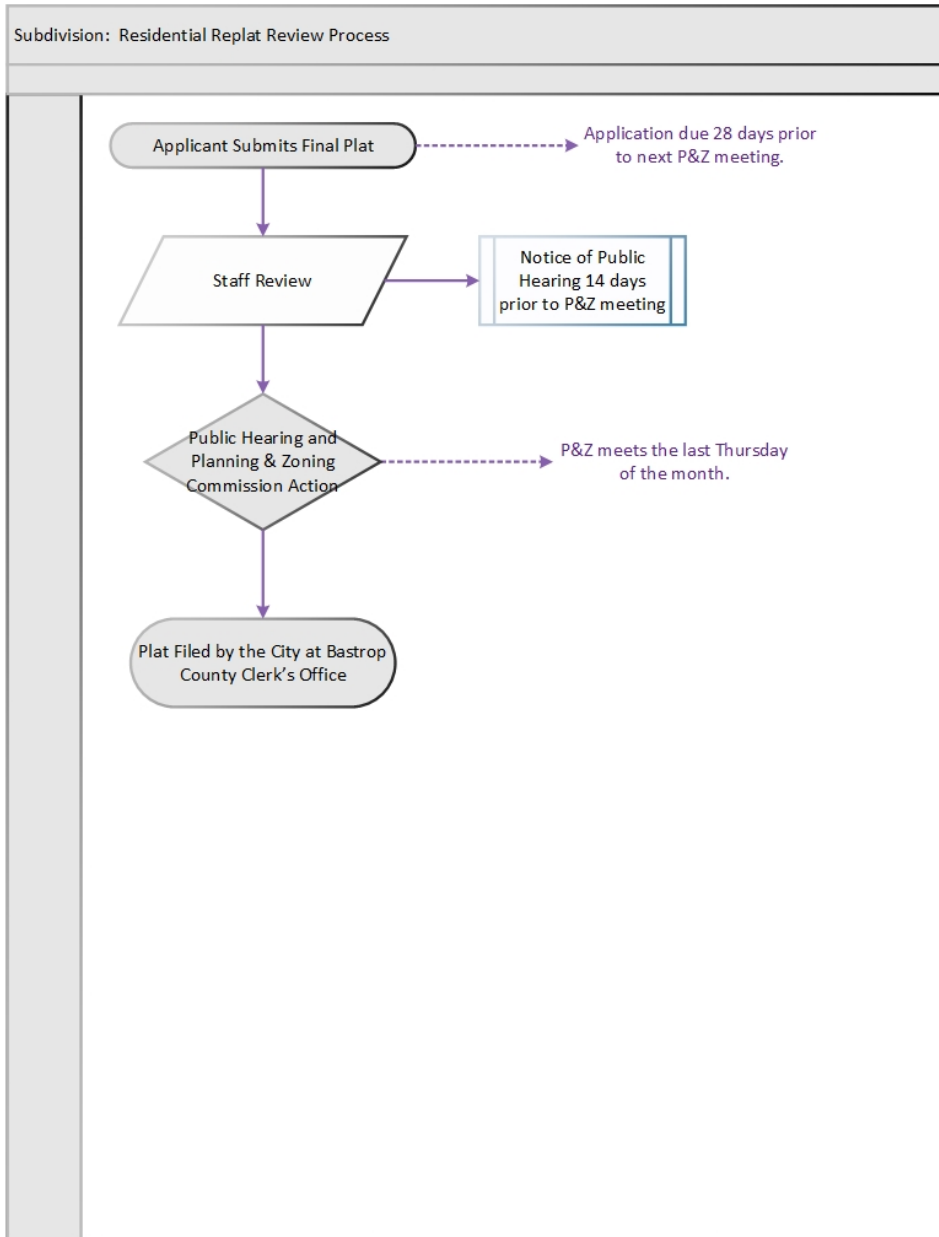 Subdivision: Residential Replat Review Process
Applicant Submits Final Plat
Application due 28 days prior
to next P&Z meeting.
Staff Review
Notice of Public
Hearing 14 days
prior to P&Z meeting
Public Hearing and
Planning & Zoning
Commission Action
P&Z meets the last Thursday
of the month.
Plat Filed by the City at Bastrop
County Clerk's Office